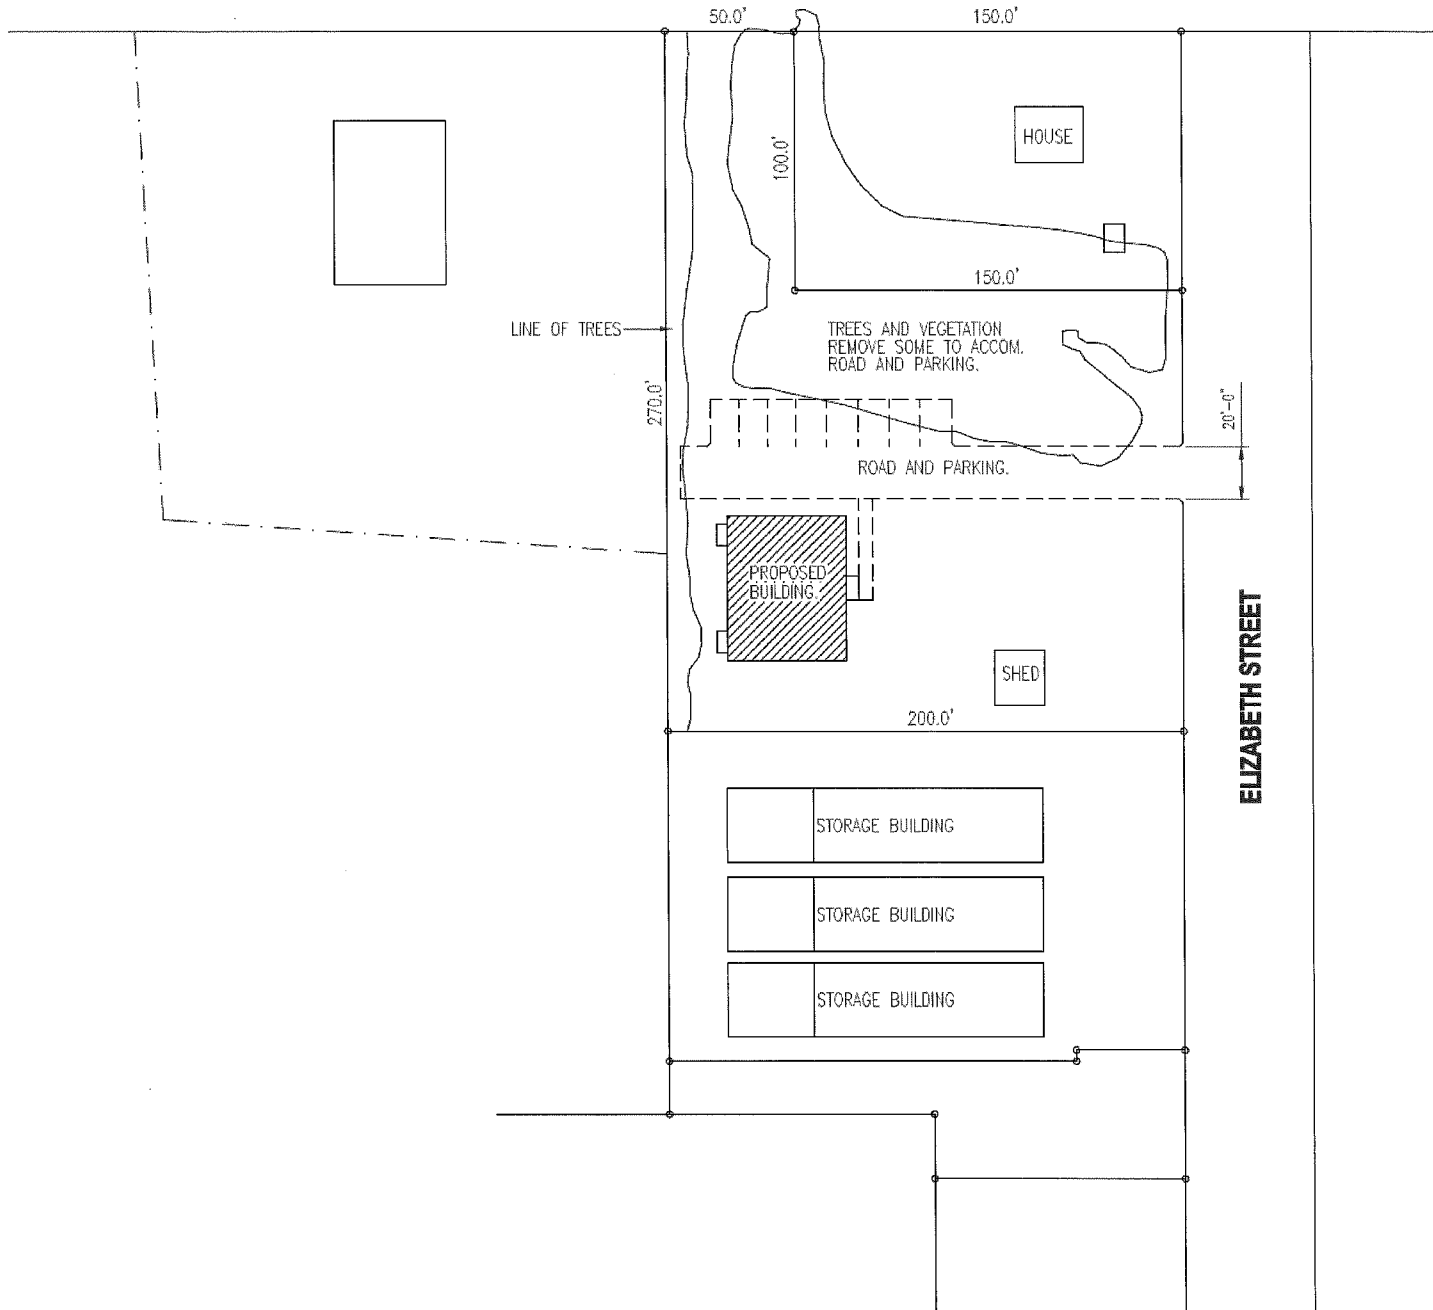 50.0'
150.0'
HOUSE
100.0'
150.0'
LINE OF TREES
TREES AND VEGETATION
REMOVE SOME TO ACCOM.
ROAD AND PARKING.
270.0'
20'-0"
ROAD AND PARKING.
PROPOSED
BUILDING.
ELIZABETH STREET
SHED
200.0'
STORAGE BUILDING
STORAGE BUILDING
STORAGE BUILDING